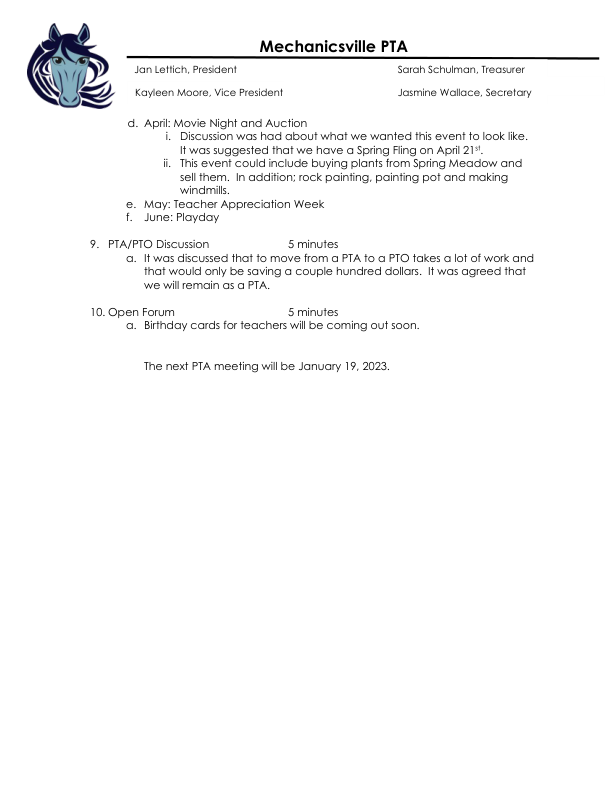 Mechanicsville PTA
Jan Lettich, President Sarah Schulman, Treasurer
Kayleen Moore, Vice President Jasmine Wallace, Secretary
d. April: Movie Night and Auction
i. Discussion was had about what we wanted this event to look like.
It was suggested that we have a Spring Fling on April 21st.
ii. This event could include buying plants from Spring Meadow and
sell them. In addition; rock painting, painting pot and making
windmills.
e. May: Teacher Appreciation Week
f. June: Playday
9. PTA/PTO Discussion 5 minutes
a. It was discussed that to move from a PTA to a PTO takes a lot of work and
that would only be saving a couple hundred dollars. It was agreed that
we will remain as a PTA.
10. Open Forum 5 minutes
a. Birthday cards for teachers will be coming out soon.
The next PTA meeting will be January 19, 2023.